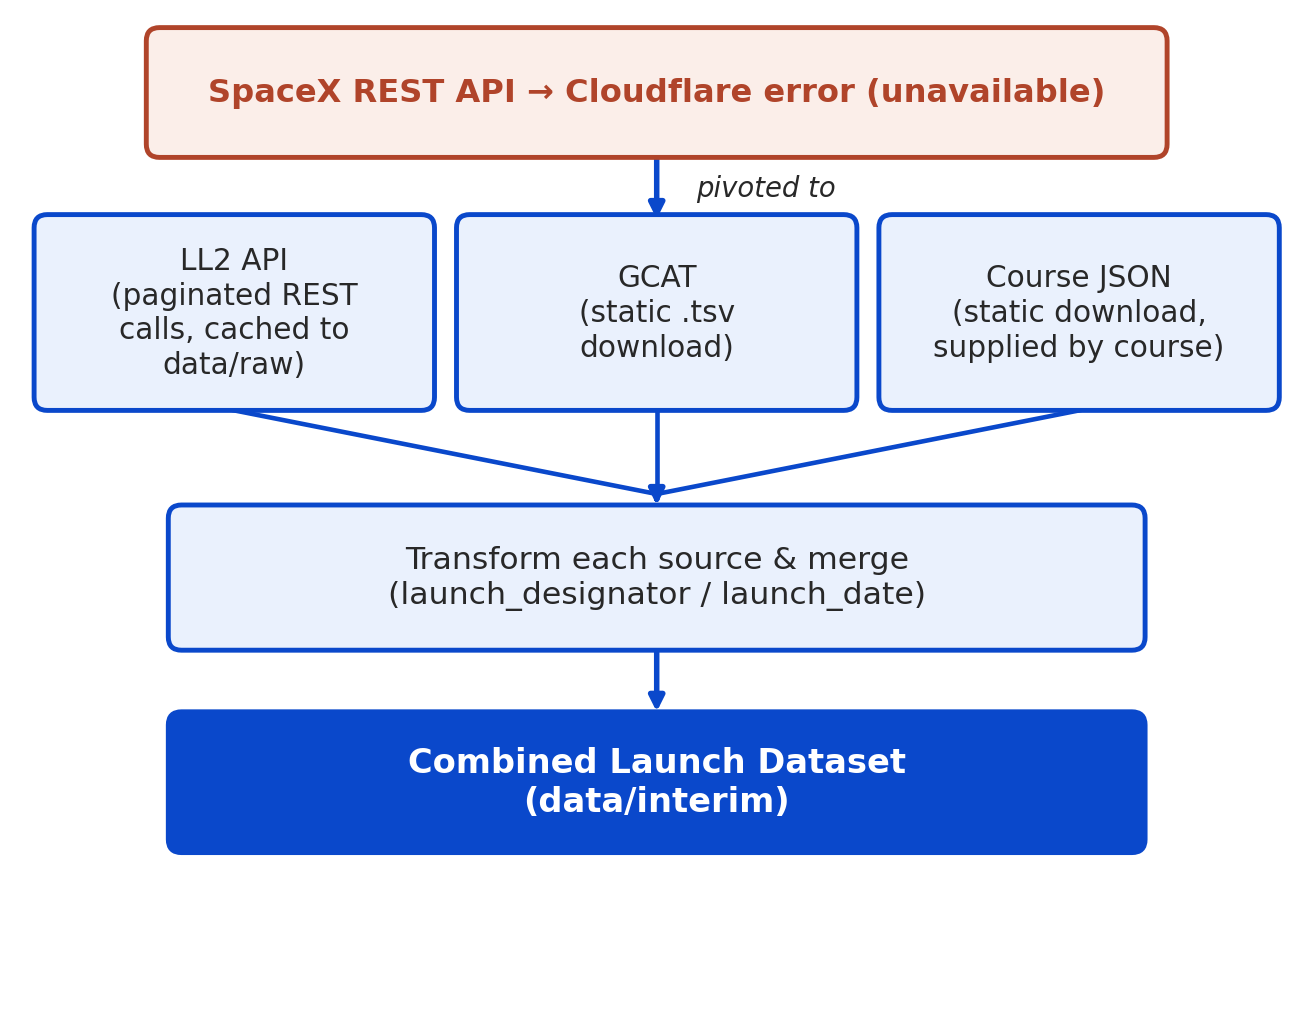 SpaceX REST API → Cloudflare error (unavailable)
pivoted to
LL2 API
(paginated REST
calls, cached to
data/raw)
GCAT
(static .tsv
download)
Course JSON
(static download,
supplied by course)
Transform each source & merge
(launch_designator / launch_date)
Combined Launch Dataset
(data/interim)